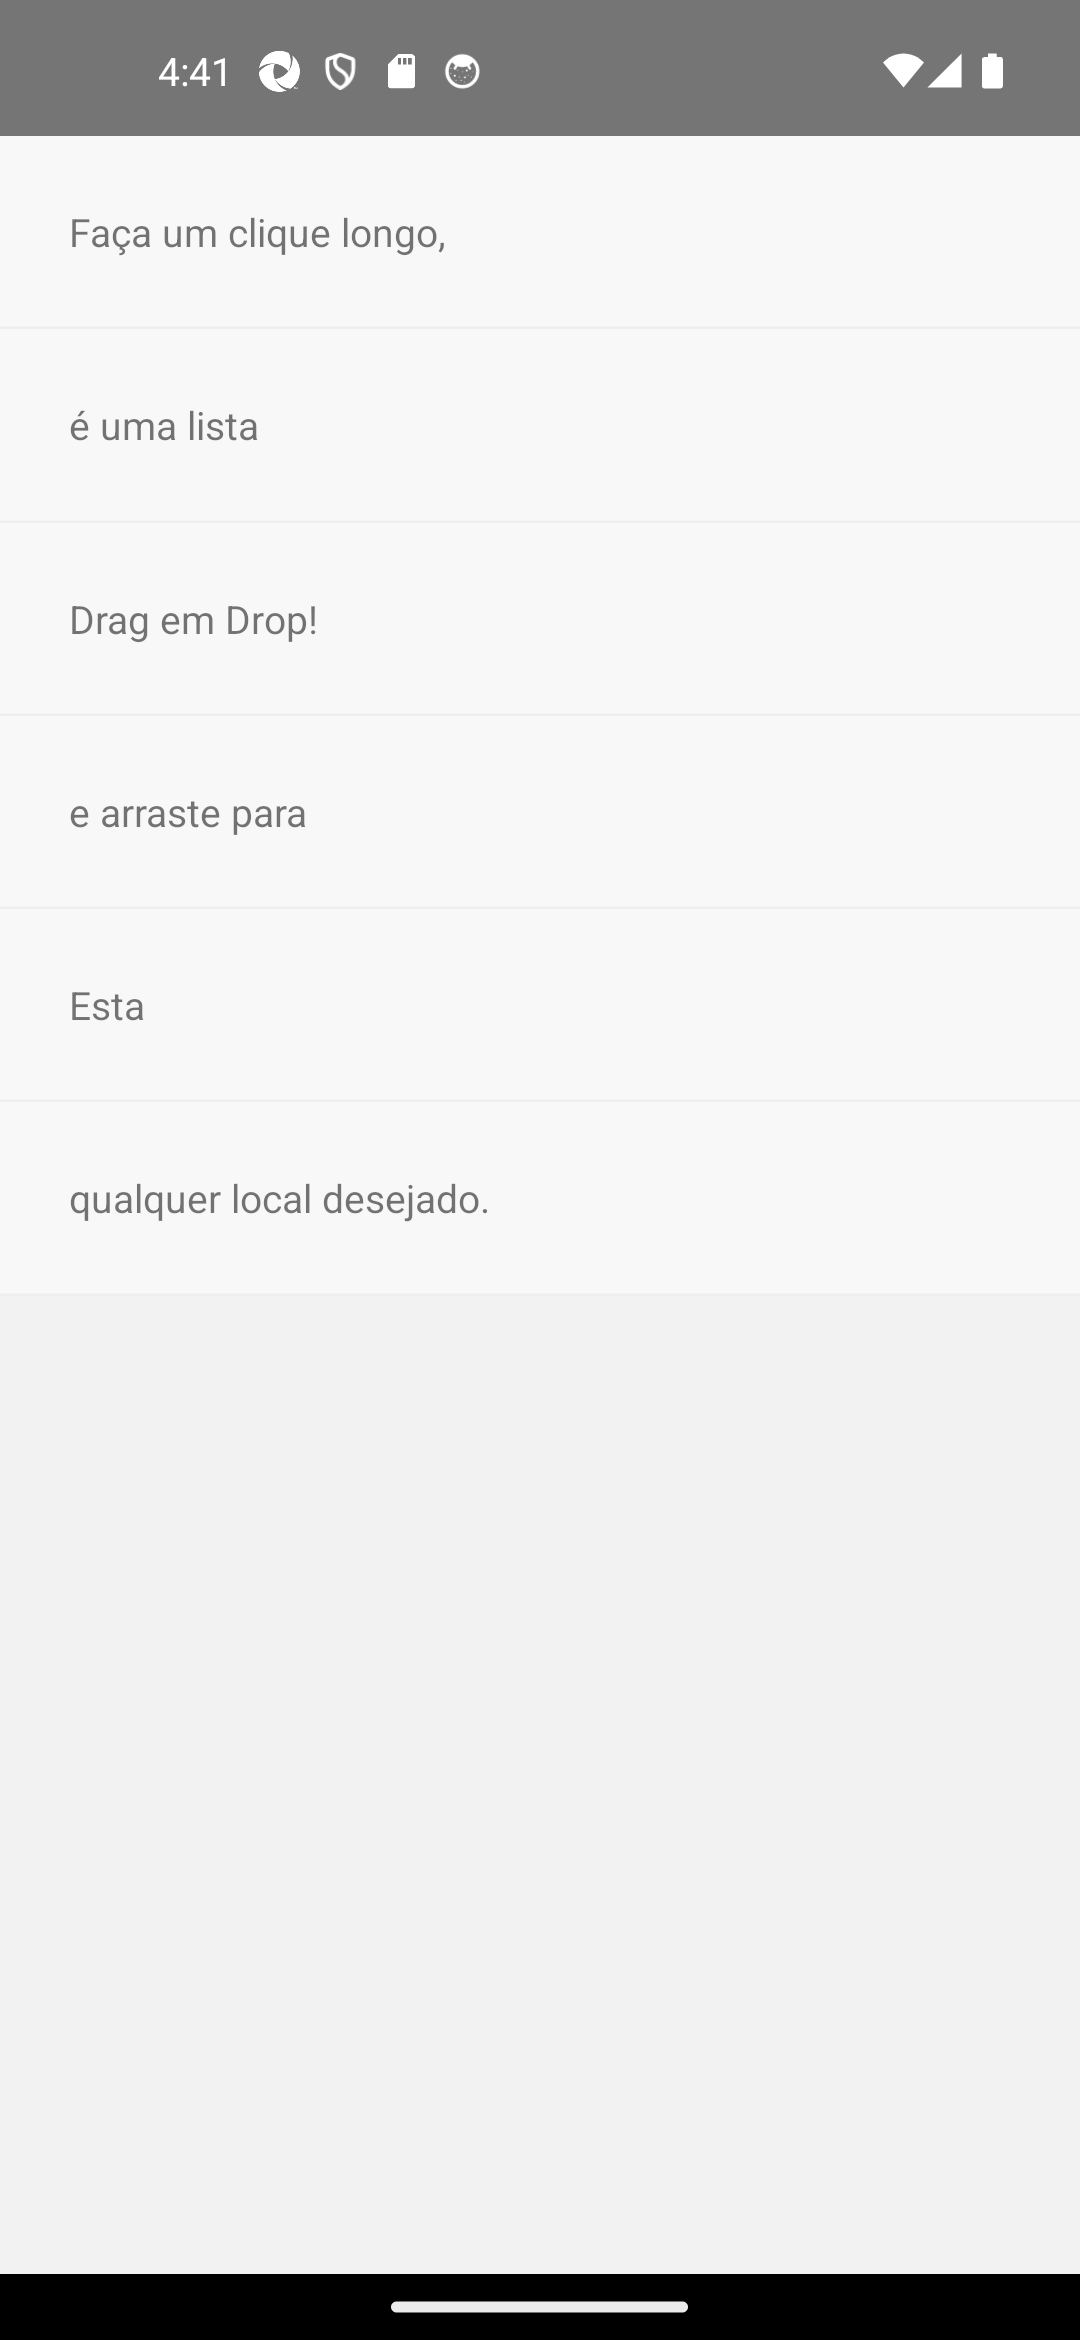 4:41
Faça um clique longo,
é uma lista
Drag em Drop!
e arraste para
Esta
qualquer local desejado.